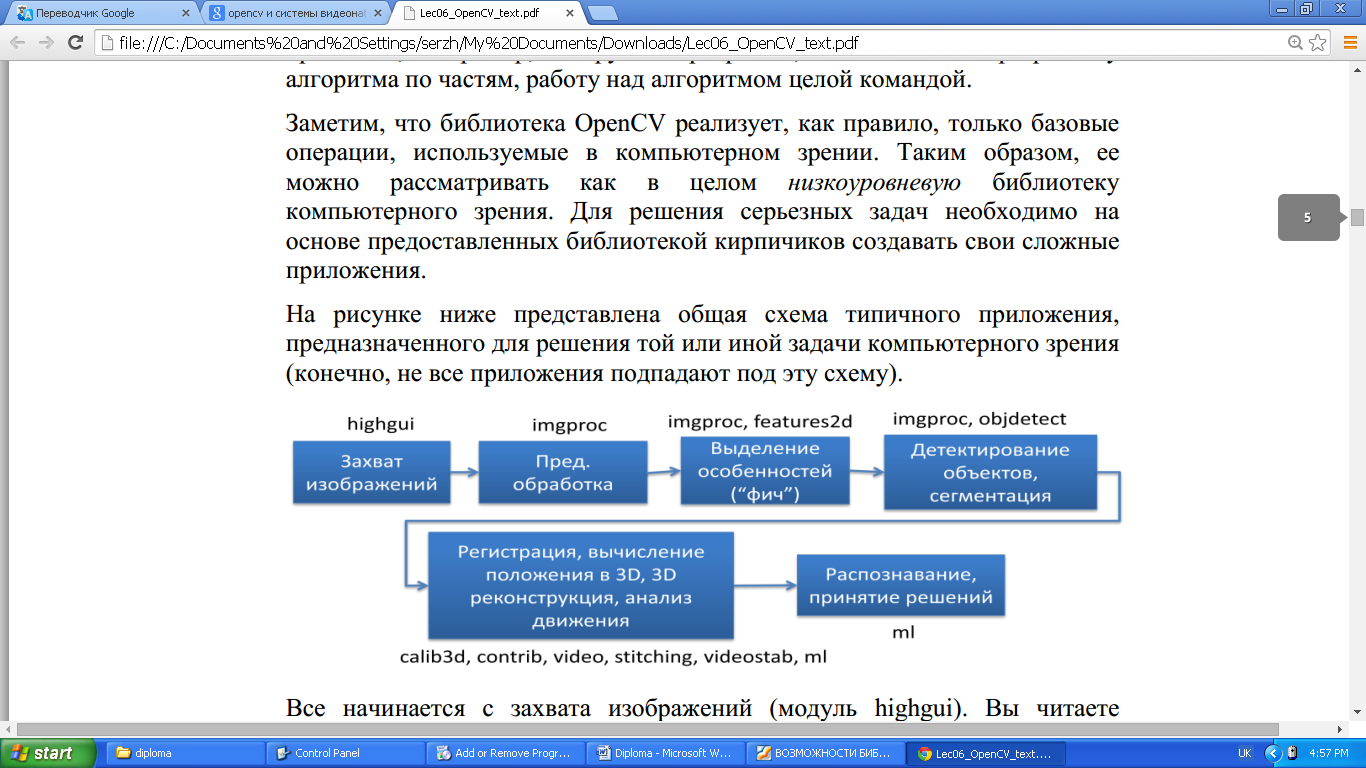 Переводчик Google
opencv и системы видеона
Lec06_OpenCV_text.pdf
file:///C:/Documents%20and%20Settings/serzh/My%20Documents/Downloads/Lec06_OpenCV_text.pdf
алгоритма по частям, работу над алгоритмом целой командой.
Заметим, что библиотека OpenCV реализует, как правило, только базовые
операции, используемые в компьютерном зрении. Таким образом, ее
можно рассматривать как в целом низкоуровневую библиотеку
компьютерного зрения. Для решения серьезных задач необходимо на
основе предоставленных библиотекой кирпичиков создавать свои сложные
приложения.
5
На рисунке ниже представлена общая схема типичного приложения,
предназначенного для решения той или иной задачи компьютерного зрения
(конечно, не все приложения подпадают под эту схему).
highgui
Захват
изображений
imgproc
Пред.
обработка
imgproc, features2d
Выделение
особенностей
(“фич”)
imgproc, objdetect
Детектирование
объектов,
сегментация
Регистрация, вычисление
положения в 3D, 3D
реконструкция, анализ
движения
calib3d, contrib, video, stitching, videostab, ml
Распознавание,
принятие решений
ml
Все начинается с захвата изображений (модуль highgui). Вы читаете
start
diploma
Control Panel
Add or Remove Progr...
Diploma - Microsoft W...
ВОЗМОЖНОСТИ БИБ...
Lec06_OpenCV_text....
UK
4:57 PM